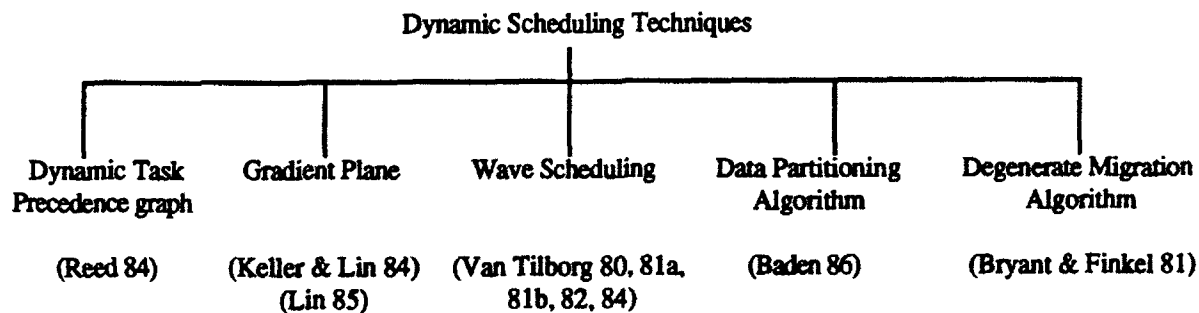 Dynamic Scheduling Techniques
Dynamic Task
Precedence graph
(Reed 84)
Gradient Plane
(Keller & Lin 84)
(Lin 85)
Wave Scheduling
(Van Tilborg 80, 81a,
81b, 82, 84)
Data Partitioning
Algorithm
(Baden 86)
Degenerate Migration
Algorithm
(Bryant & Finkel 81)